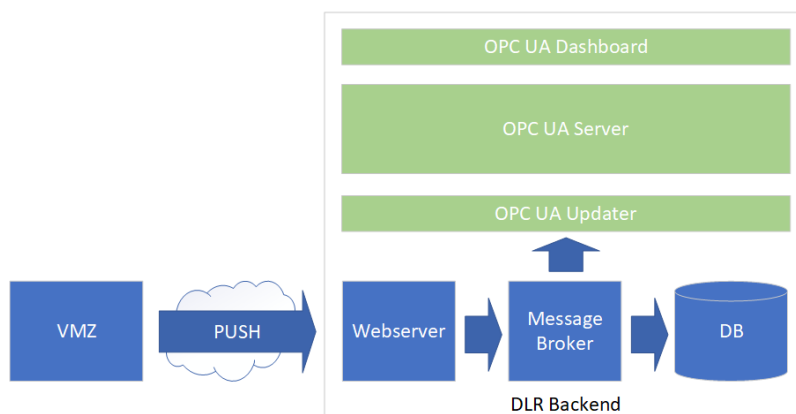 OPC UA Dashboard
OPC UA Server
OPC UA Updater
VMZ
PUSH
Webserver
Message
Broker
DB
DLR Backend